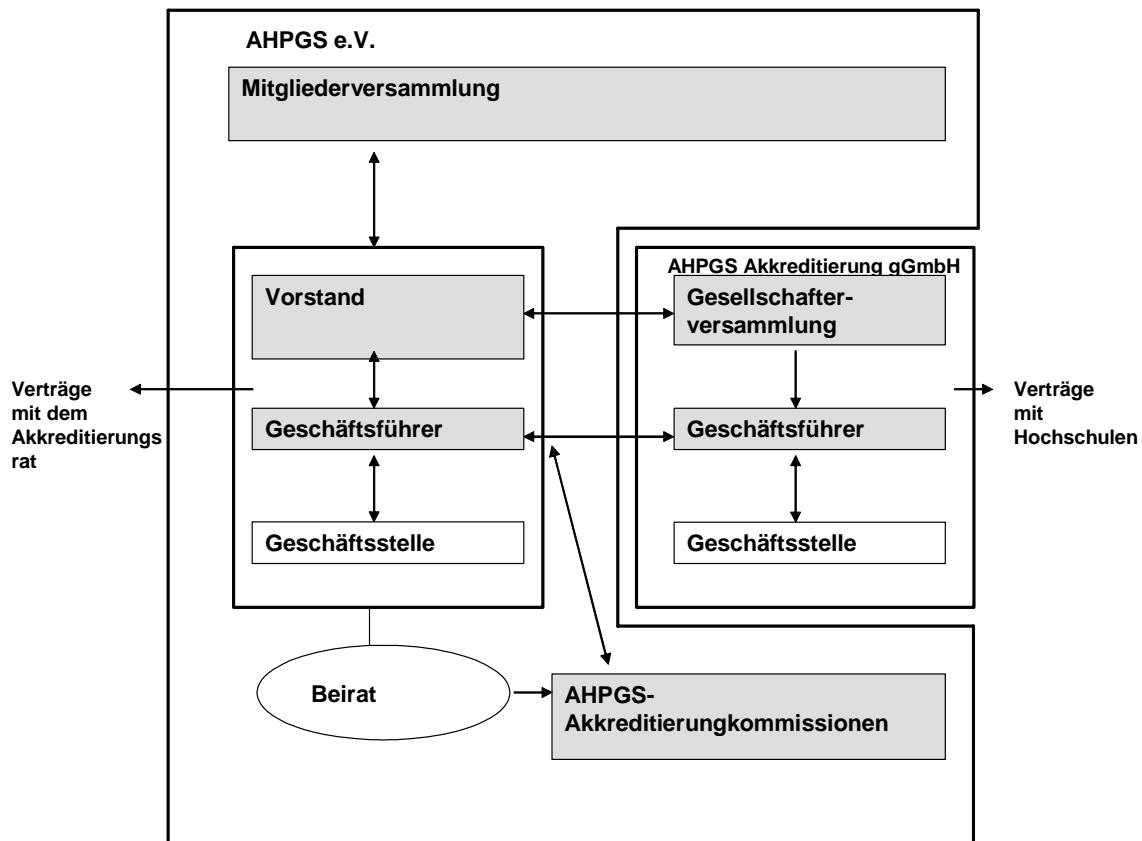 AHPGS e.V.
Mitgliederversammlung
AHPGS Akkreditierung gGmbH
Vorstand
Gesellschafter-
versammlung
Verträge
mit dem
Akkreditierungs
rat
Geschäftsführer
Geschäftsführer
Verträge
mit
Hochschulen
Geschäftsstelle
Geschäftsstelle
Beirat
AHPGS-
Akkreditierungkommissionen